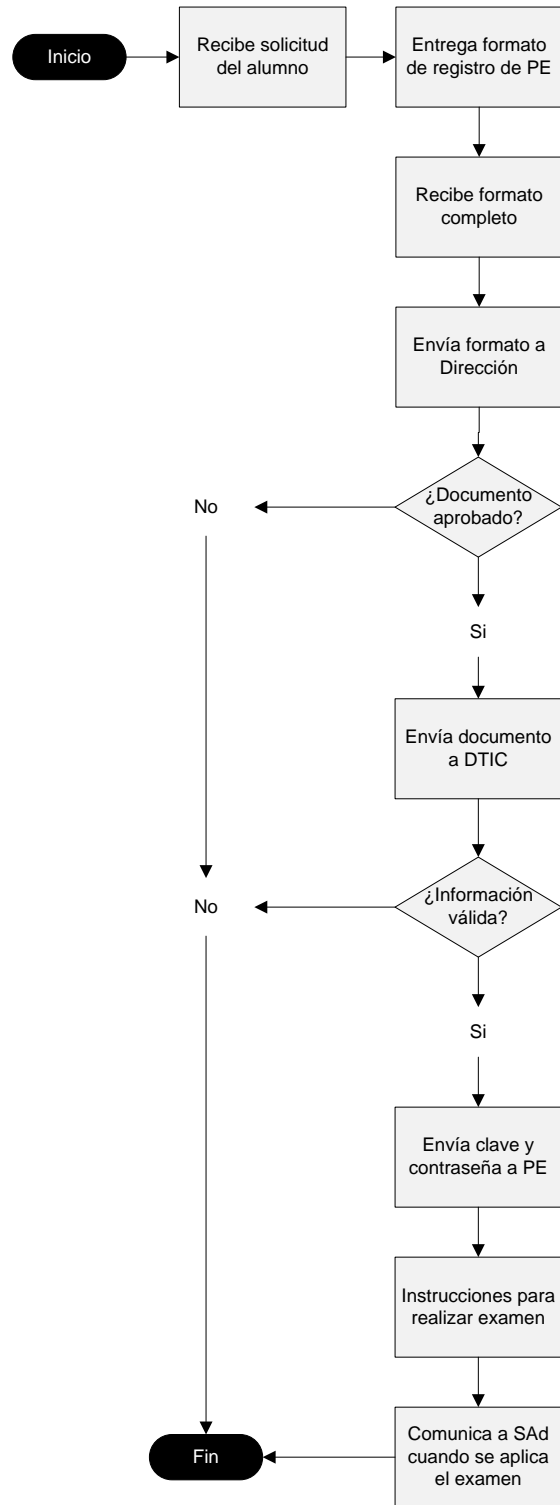 Inicio
Recibe solicitud
del alumno
Entrega formato
de registro de PE
Recibe formato
completo
Envía formato a
Dirección
¿Documento
aprobado?
No
Si
Envía documento
a DTIC
¿Información
válida?
No
Si
Envía clave y
contraseña a PE
Instrucciones para
realizar examen
Comunica a SAd
cuando se aplica
el examen
Fin